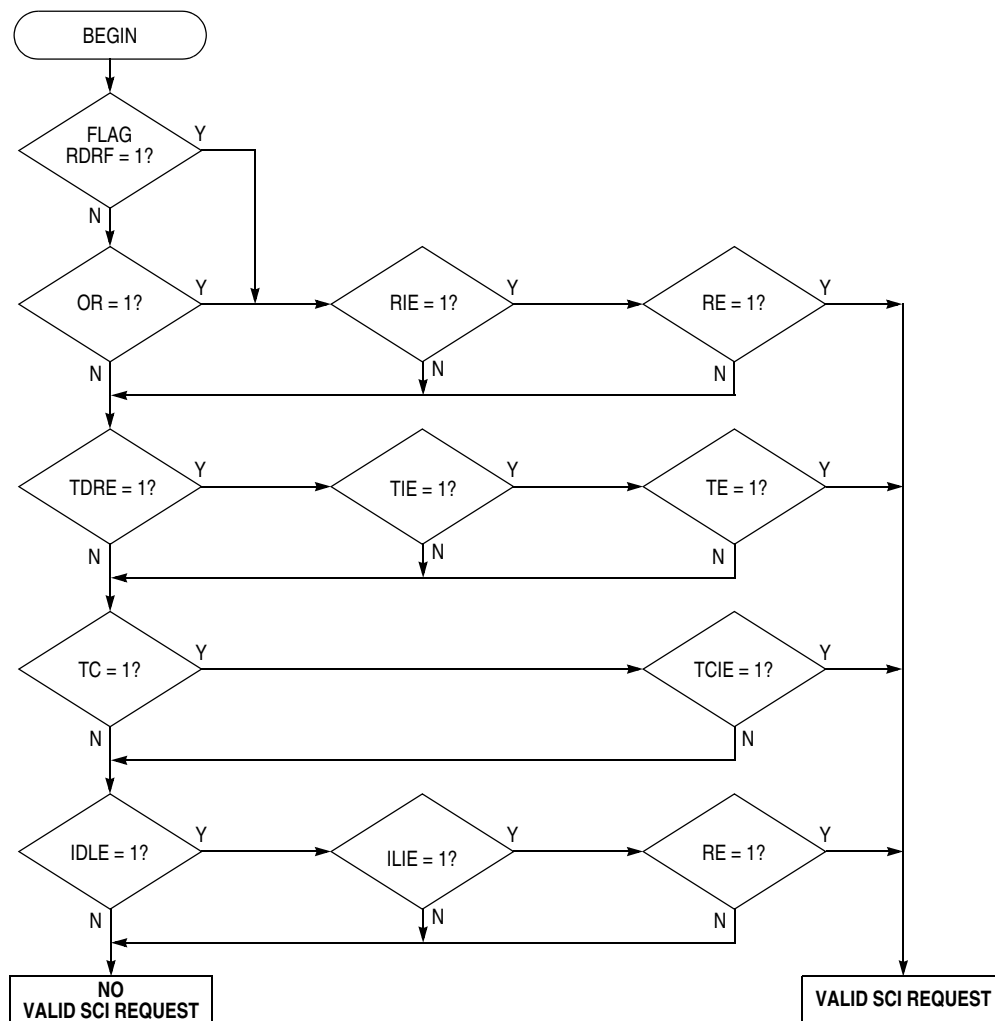 BEGIN
FLAG
RDRF = 1?
Y
N
OR = 1?
Y
RIE = 1?
Y
RE = 1?
Y
N
N
N
TDRE = 1?
Y
TIE = 1?
Y
TE = 1?
Y
N
N
N
TC = 1?
Y
TCIE = 1?
Y
N
N
IDLE = 1?
Y
ILIE = 1?
Y
RE = 1?
Y
N
N
N
NO
VALID SCI REQUEST
VALID SCI REQUEST